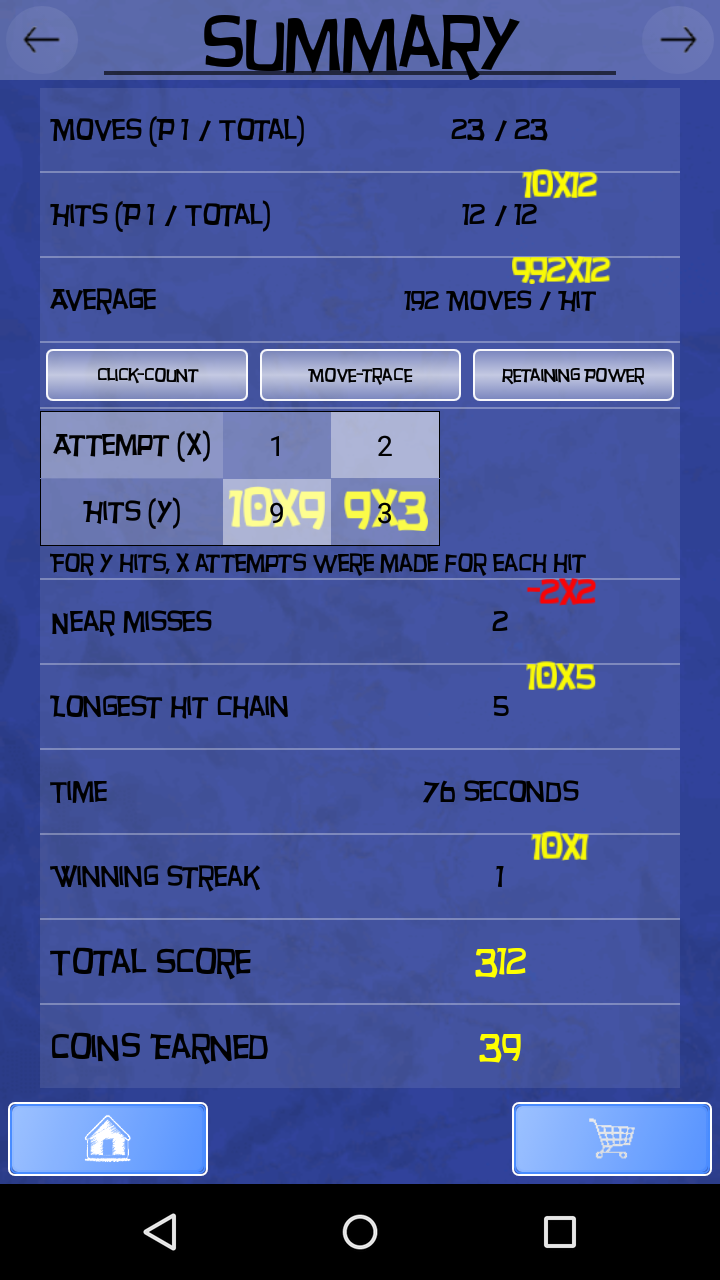 SUMMARY
MOVES (P1 / TOTAL) 23 / 23
10X12
HITS (P1 / TOTAL) 12 / 12
9.92X12
AVERAGE 1.92 MOVES / HIT
CLICK-COUNT MOVE-TRACE RETAINING POWER
ATTEMPT (X) 1 2
HITS (Y) 10X9 9 9X3 3
FOR Y HITS, X ATTEMPTS WERE MADE FOR EACH HIT
-2X2
NEAR MISSES 2
10X5
LONGEST HIT CHAIN 5
TIME 76 SECONDS
10X1
WINNING STREAK 1
TOTAL SCORE 312
COINS EARNED 39